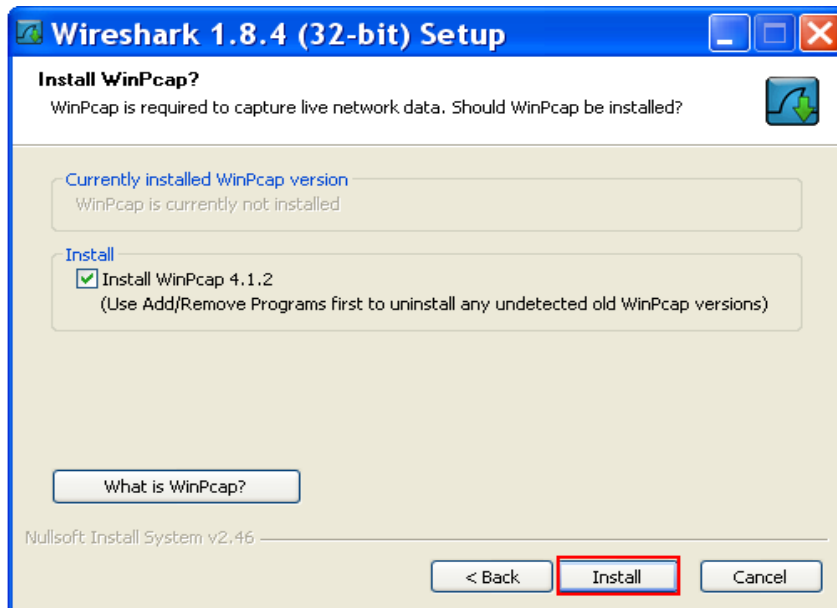 Wireshark 1.8.4 (32-bit) Setup
Install WinPcap?
WinPcap is required to capture live network data. Should WinPcap be installed?
Currently installed WinPcap version
WinPcap is currently not installed
Install
Install WinPcap 4.1.2
(Use Add/Remove Programs first to uninstall any undetected old WinPcap versions)
What is WinPcap?
Nullsoft Install System v2.46
< Back Install Cancel